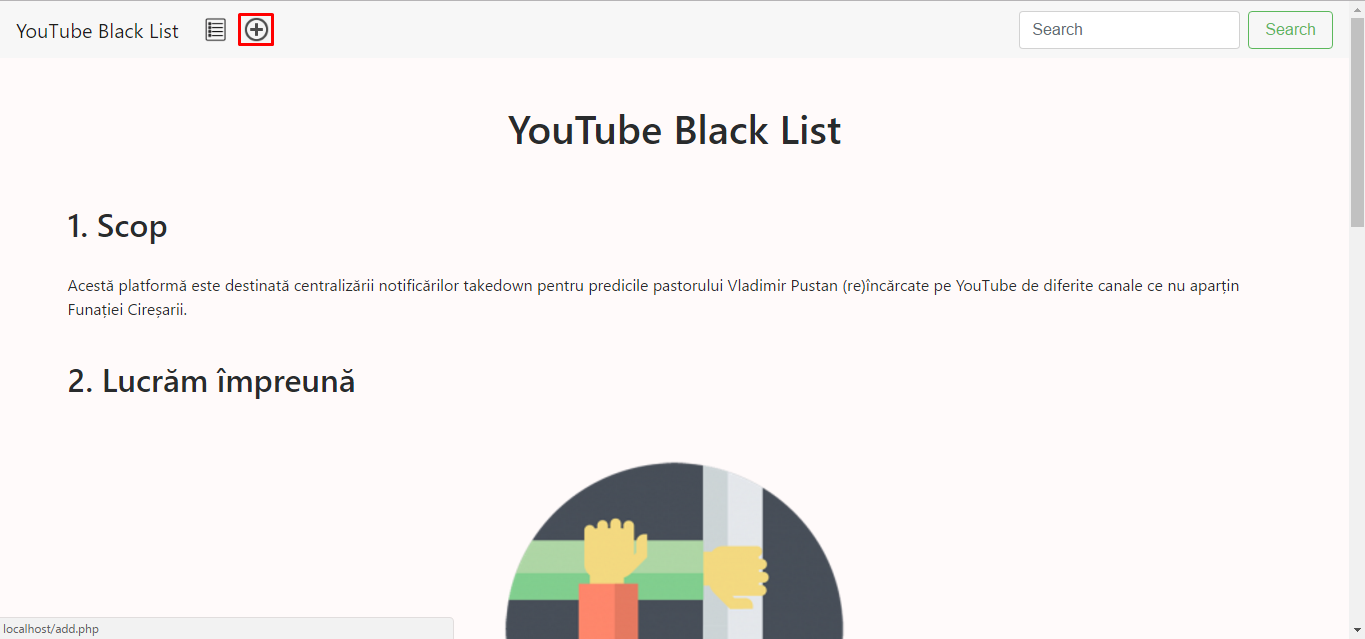 YouTube Black List
Search
Search
YouTube Black List
1. Scop
Acestă platformă este destinată centralizării notificărilor takedown pentru predicile pastorului Vladimir Pustan (re)încărcate pe YouTube de diferite canale ce nu aparțin
Funației Cireșarii.
2. Lucrăm împreună
localhost/add.php